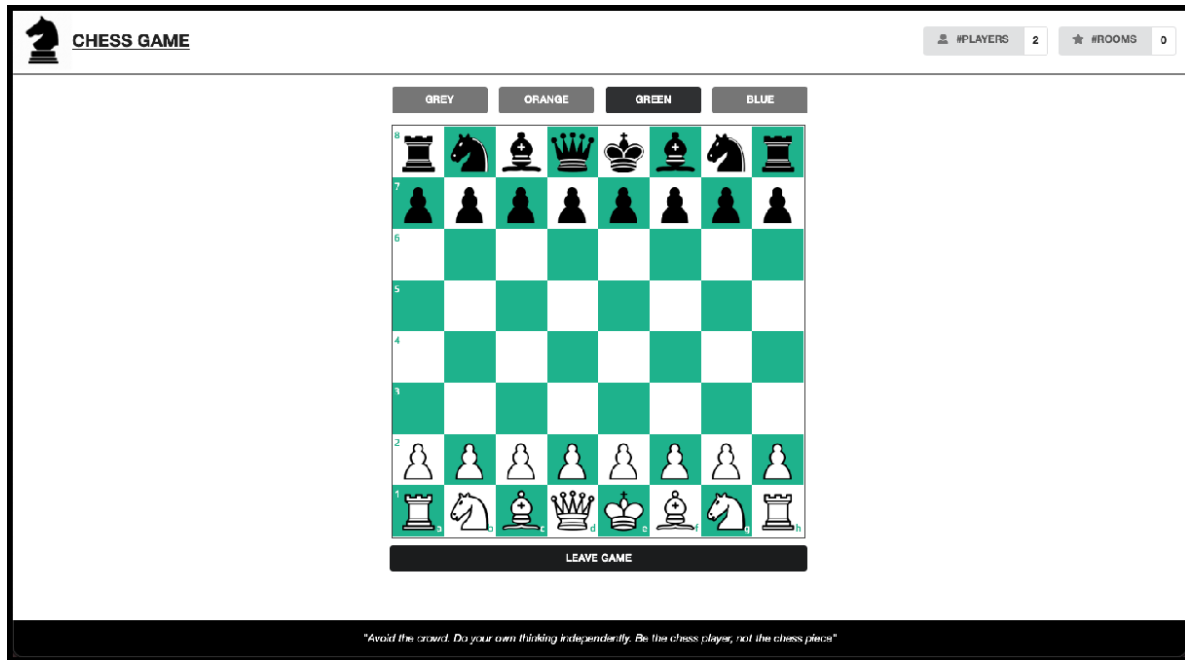 CHESS GAME
#PLAYERS 2 #ROOMS 0
GREY ORANGE GREEN BLUE
8
7
6
5
4
3
2
1
a b c d e f g h
LEAVE GAME
"Avoid the crowd. Do your own thinking independently. Be the chess player, not the chess piece"